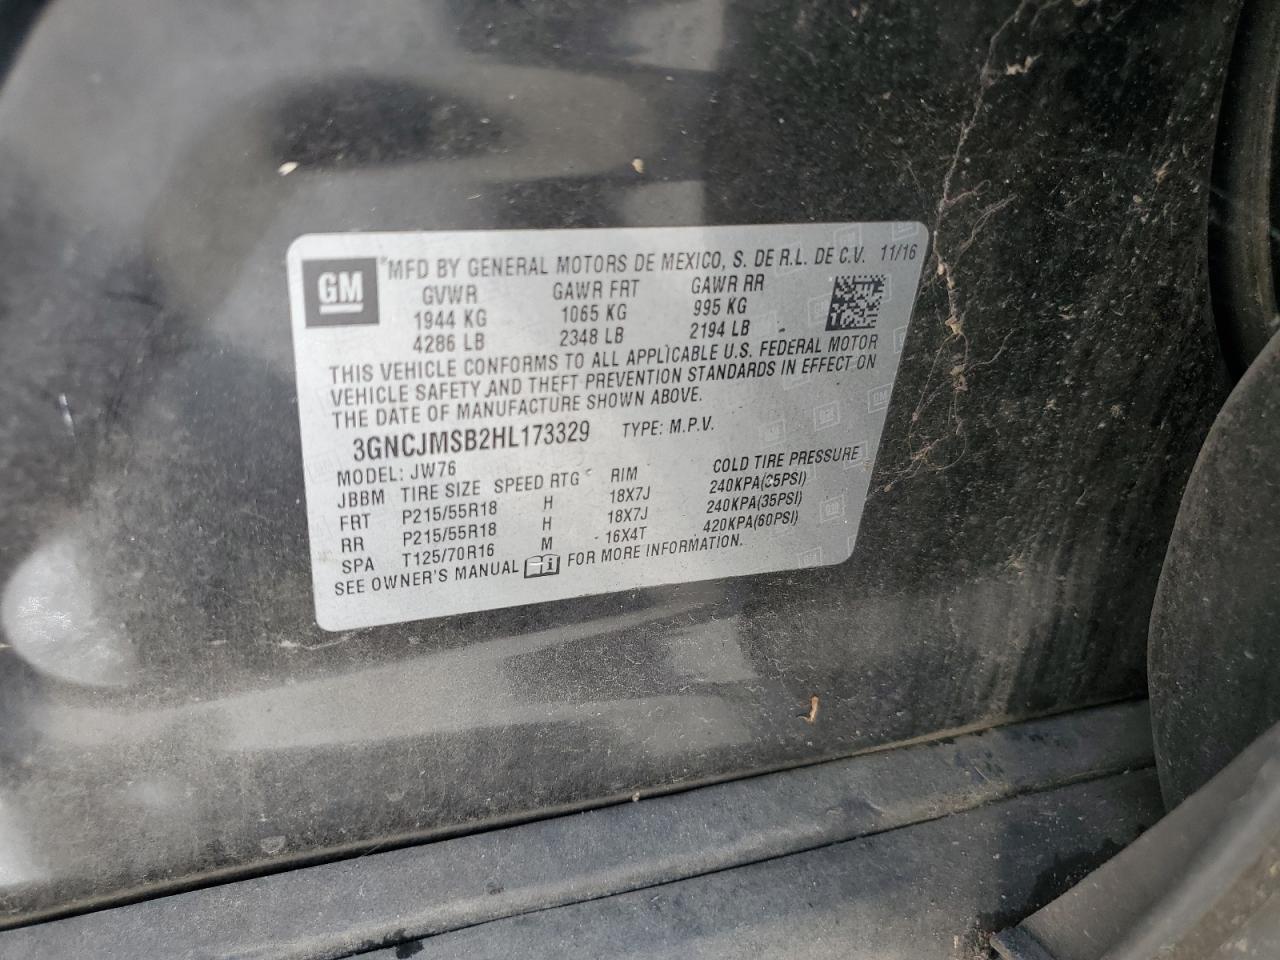 GM
MFD BY GENERAL MOTORS DE MEXICO, S. DE R.L. DE C.V. 11/16
GVWR GAWR FRT GAWR RR
1944 KG 1065 KG 995 KG
4286 LB 2348 LB 2194 LB
THIS VEHICLE CONFORMS TO ALL APPLICABLE U.S. FEDERAL MOTOR
VEHICLE SAFETY AND THEFT PREVENTION STANDARDS IN EFFECT ON
THE DATE OF MANUFACTURE SHOWN ABOVE.
3GNCJMSB2HL173329 TYPE: M.P.V.
MODEL: JW76
JBBM TIRE SIZE SPEED RTG RIM COLD TIRE PRESSURE
FRT P215/55R18 H 18X7J 240KPA(35PSI)
RR P215/55R18 H 18X7J 240KPA(35PSI)
SPA T125/70R16 M 16X4T 420KPA(60PSI)
SEE OWNER'S MANUAL FOR MORE INFORMATION.